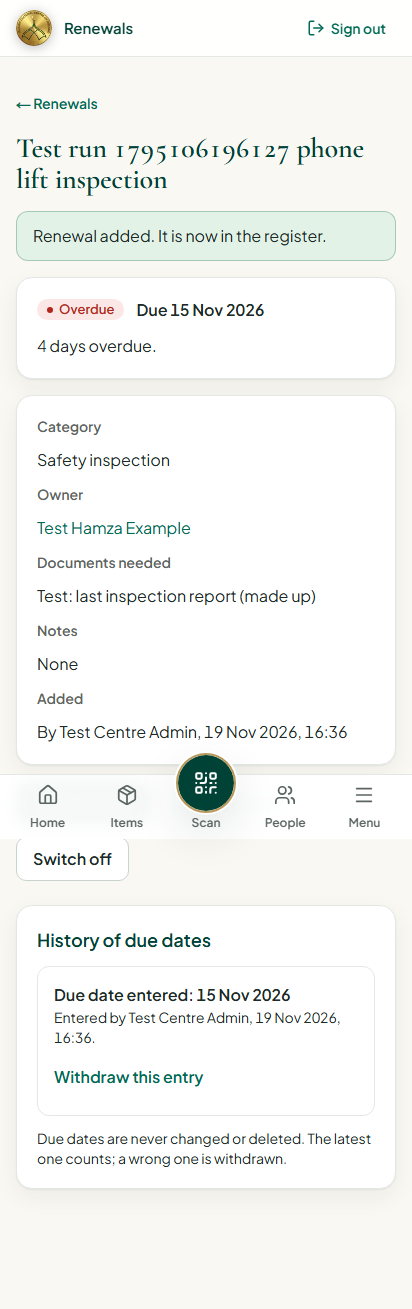 Renewals
Sign out
← Renewals
Test run 1795106196127 phone
lift inspection
Renewal added. It is now in the register.
Overdue
Due 15 Nov 2026
4 days overdue.
Category
Safety inspection
Owner
Test Hamza Example
Documents needed
Test: last inspection report (made up)
Notes
None
Added
By Test Centre Admin, 19 Nov 2026, 16:36
Home
Items
Scan
People
Menu
Switch off
History of due dates
Due date entered: 15 Nov 2026
Entered by Test Centre Admin, 19 Nov 2026,
16:36.
Withdraw this entry
Due dates are never changed or deleted. The latest
one counts; a wrong one is withdrawn.